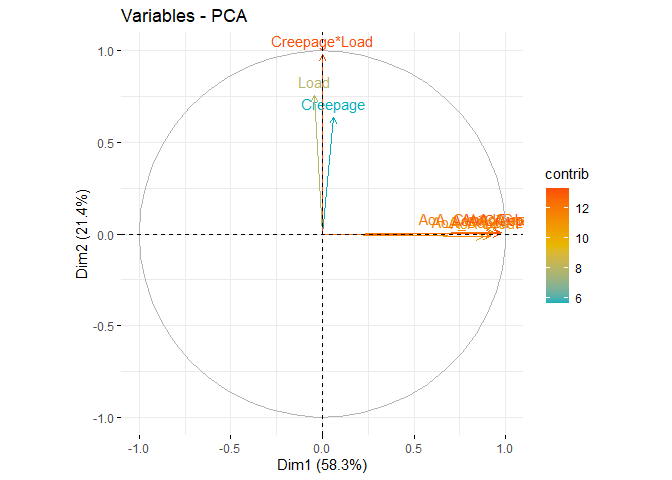 Variables - PCA
Creepage*Load
Load
Creepage
AoA
1.0
0.5
0.0
-0.5
-1.0
Dim2 (21.4%)
-1.0
-0.5
0.0
0.5
1.0
Dim1 (58.3%)
contrib
12
10
8
6